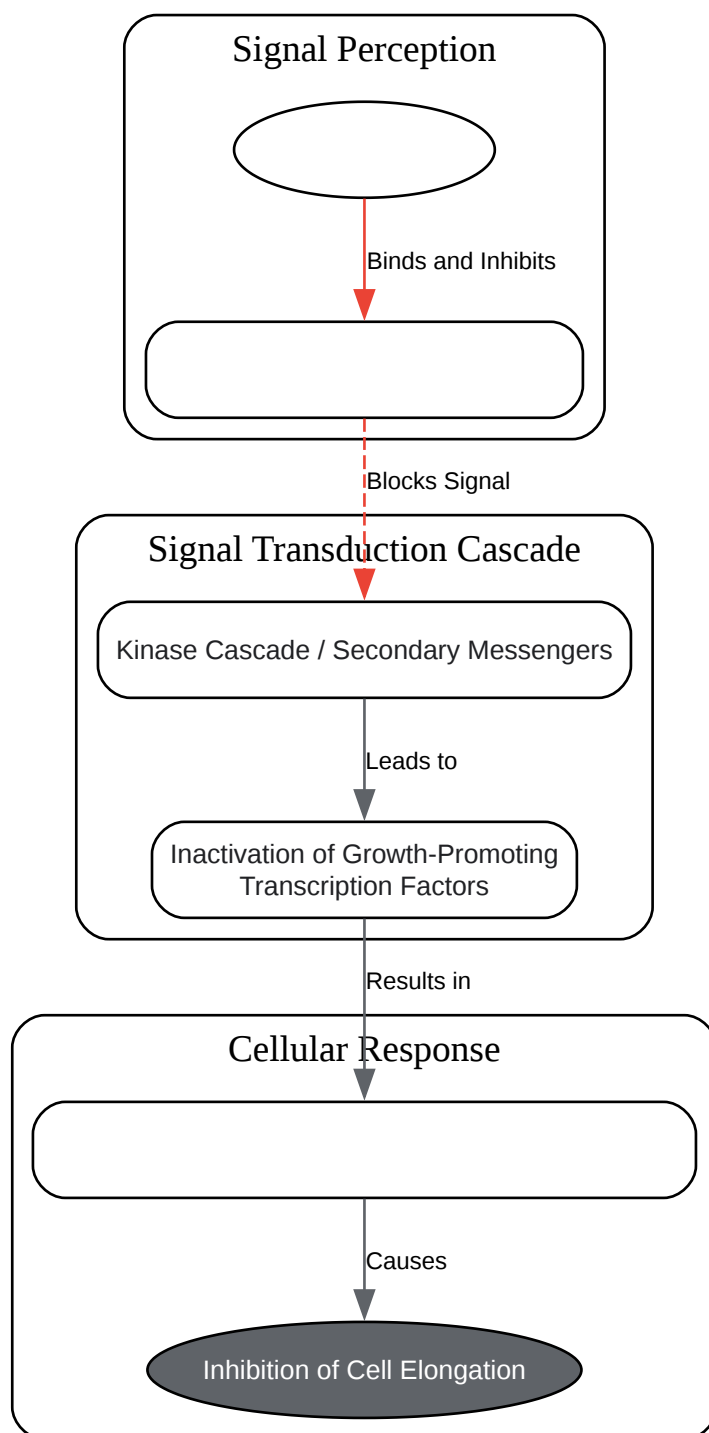 Signal Perception
Binds and Inhibits
Blocks Signal
Signal Transduction Cascade
Kinase Cascade / Secondary Messengers
Leads to
Inactivation of Growth-Promoting
Transcription Factors
Results in
Cellular Response
Causes
Inhibition of Cell Elongation